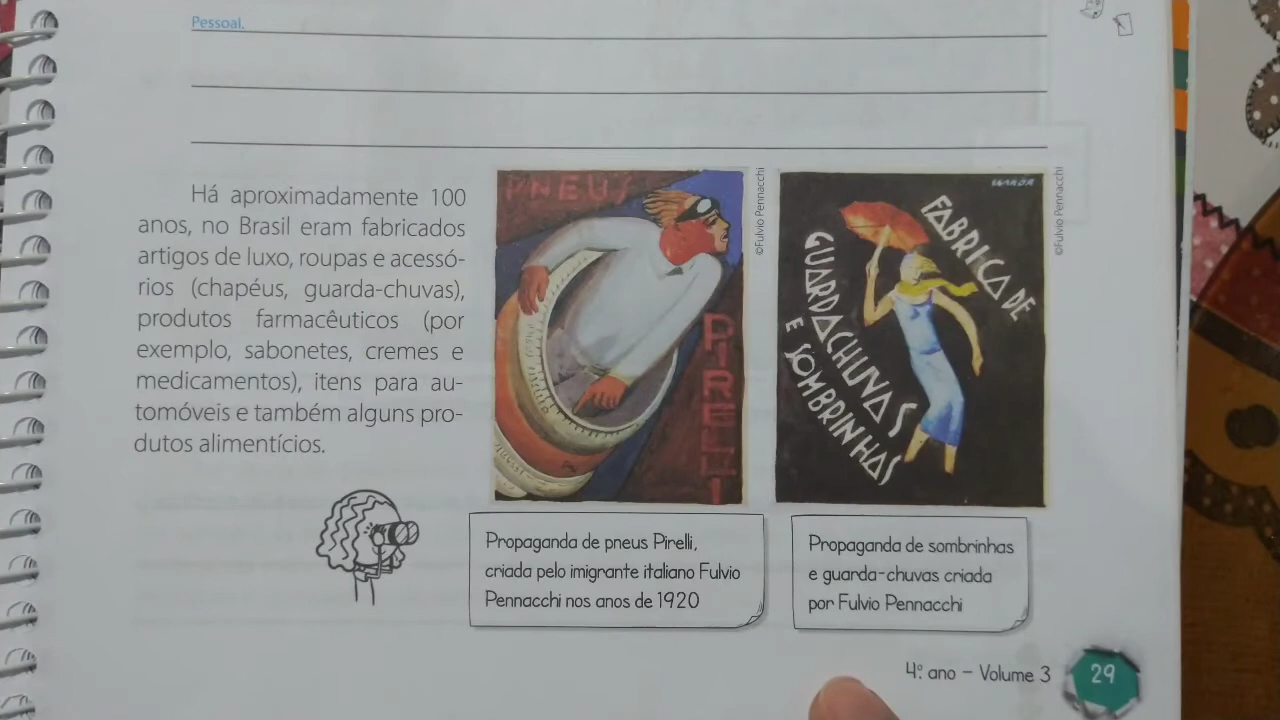 Pessoal.
Há aproximadamente 100
anos, no Brasil eram fabricados
artigos de luxo, roupas e acessó-
rios (chapéus, guarda-chuvas),
produtos farmacêuticos (por
exemplo, sabonetes, cremes e
medicamentos), itens para au-
tomóveis e também alguns pro-
dutos alimentícios.
PNEUS
PIRELLI
©Fulvio Pennacchi
FABRICA DE
GUARDACHUVAS
E SOMBRINHAS
©Fulvio Pennacchi
Propaganda de pneus Pirelli,
criada pelo imigrante italiano Fulvio
Pennacchi nos anos de 1920
Propaganda de sombrinhas
e guarda-chuvas criada
por Fulvio Pennacchi
4º. ano – Volume 3
29